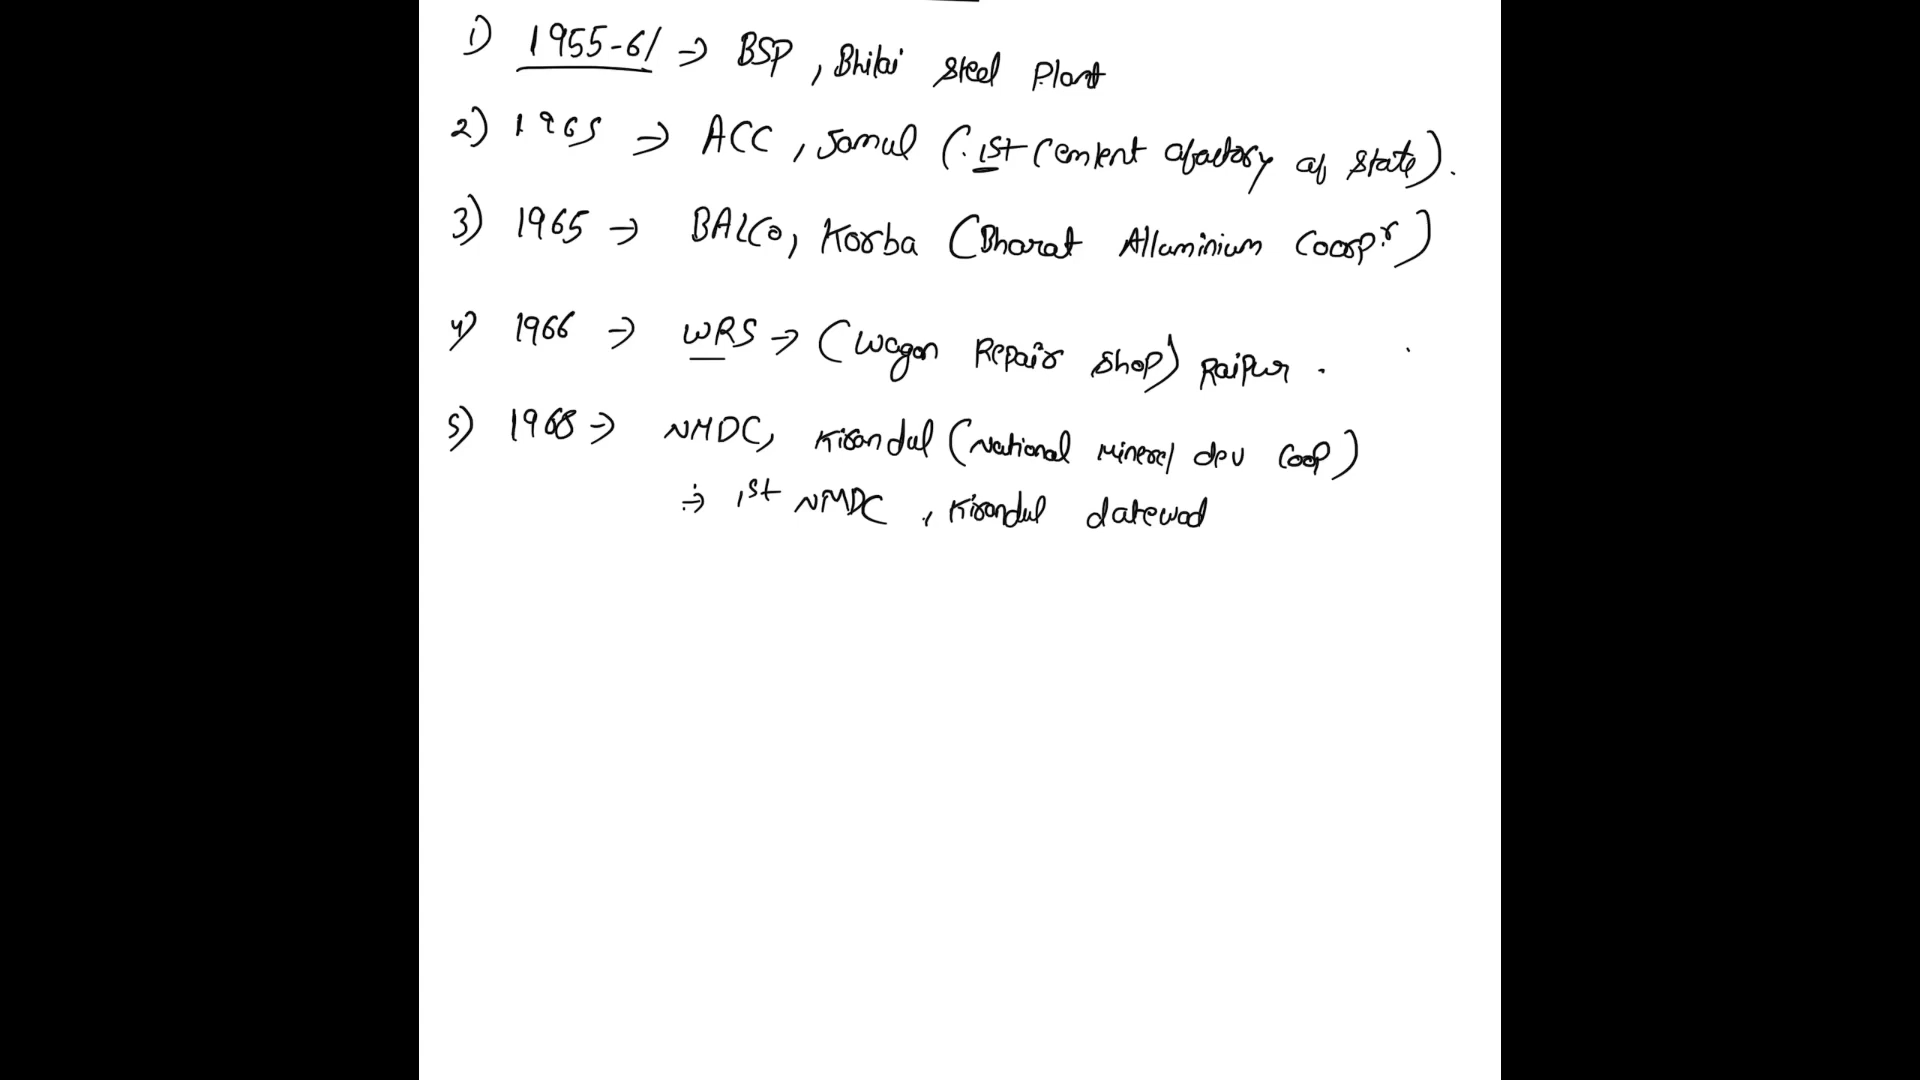 1) 1955-61 ⇒ BSP, Bhilai Steel Plant
2) 1965 ⇒ ACC, Jamul (1st Cement factory of state).
3) 1965 → BALCO, Korba (Bharat Alluminium Coorpr)
4) 1966 → WRS → (Wagon Repair Shop) Raipur.
5) 1968 → NMDC, Kirandul (National Mineral dev Coop)
⇒ 1st NMDC, Kirandul datewad